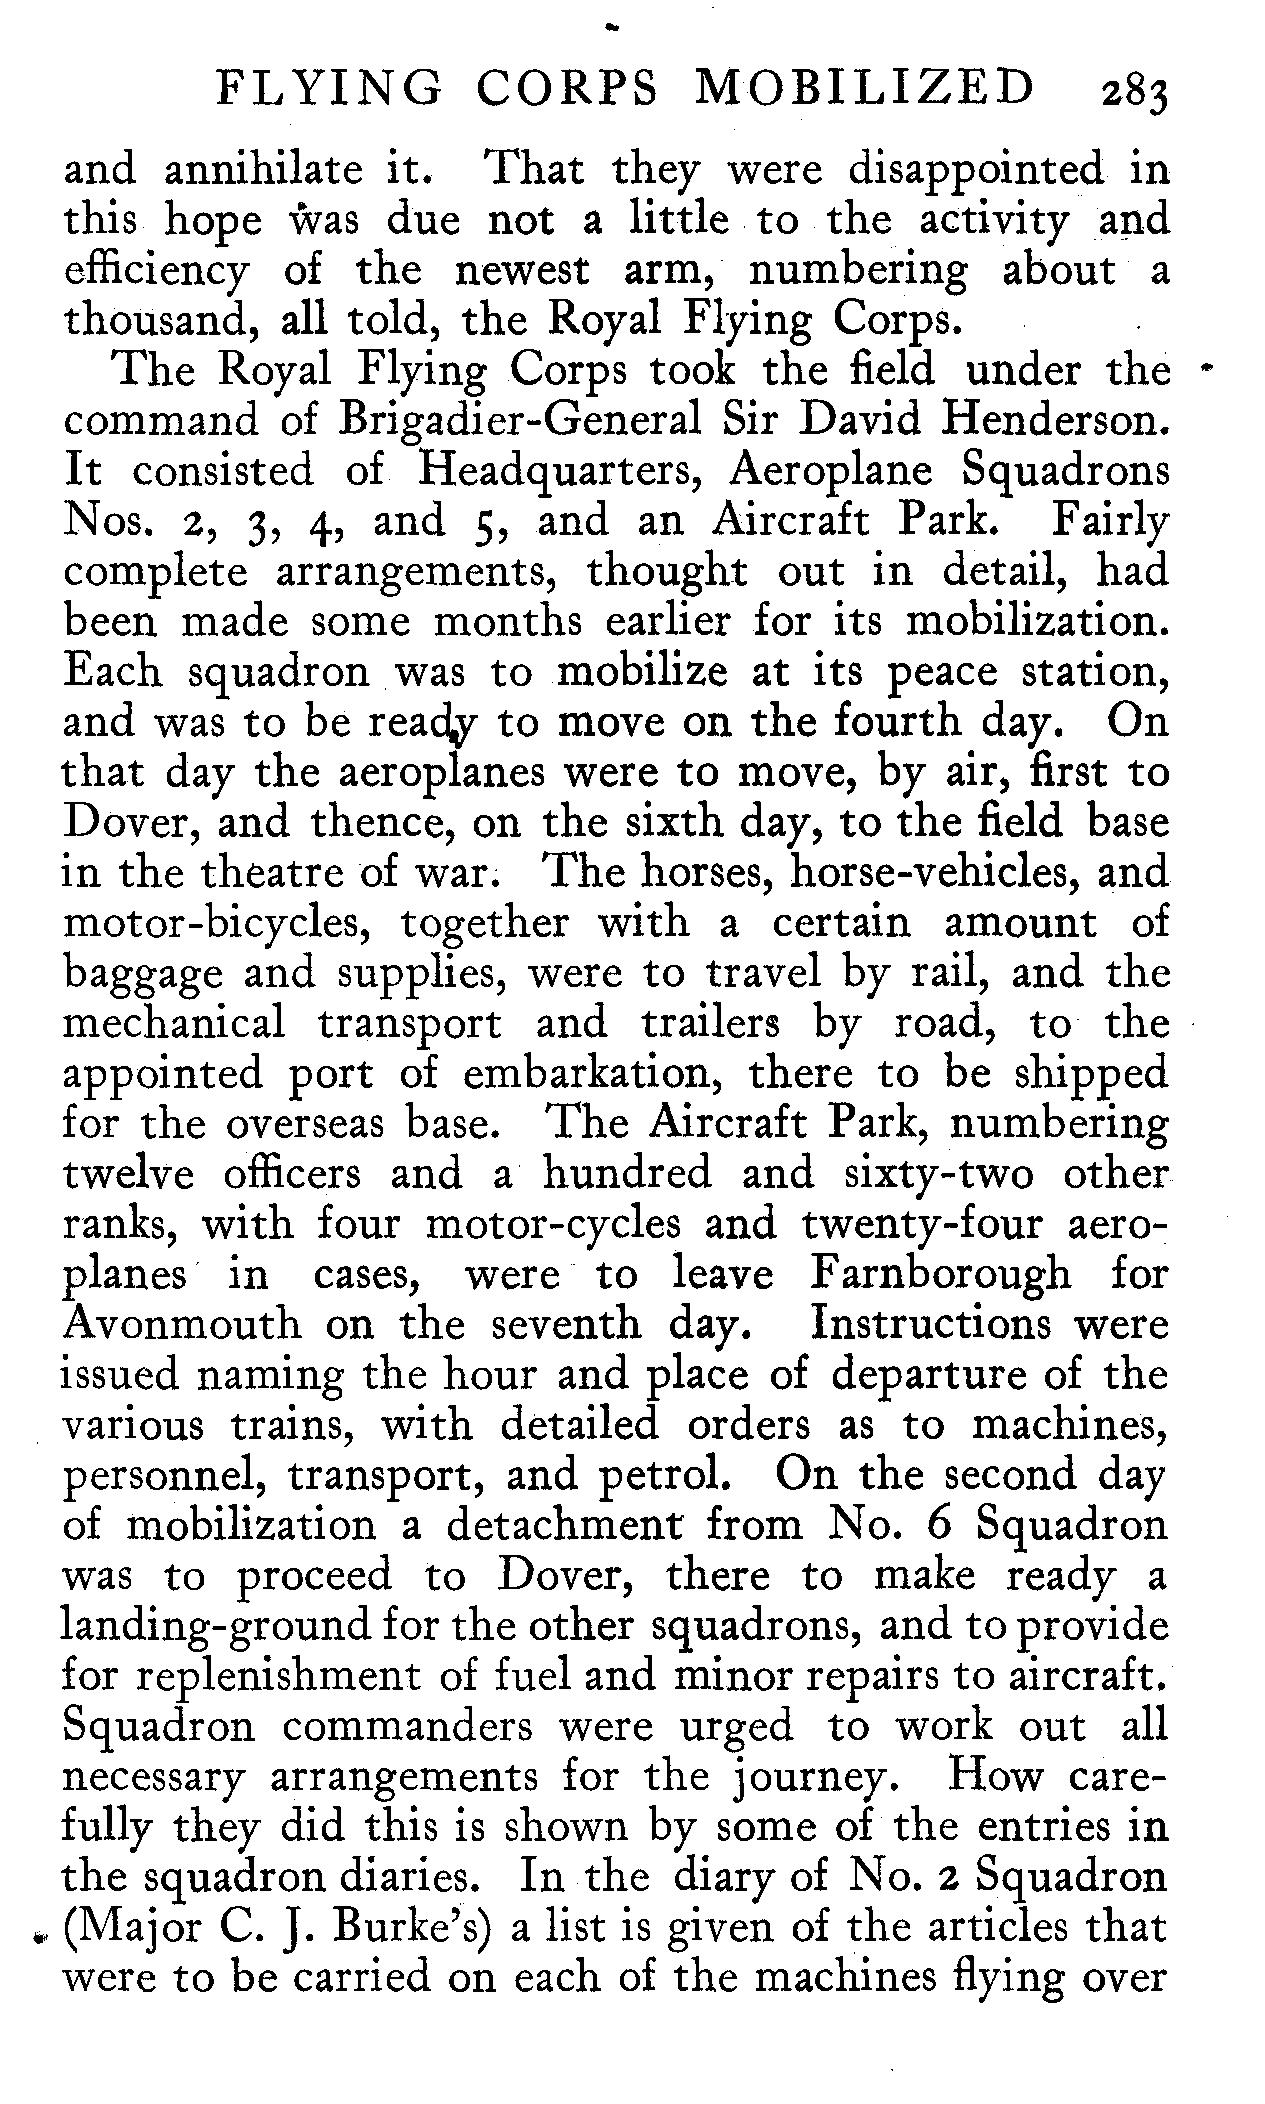 FLYING CORPS MOBILIZED 283
and annihilate it. That they were disappointed in
this hope was due not a little to the activity and
efficiency of the newest arm, numbering about a
thousand, all told, the Royal Flying Corps.
The Royal Flying Corps took the field under the
command of Brigadier-General Sir David Henderson.
It consisted of Headquarters, Aeroplane Squadrons
Nos. 2, 3, 4, and 5, and an Aircraft Park. Fairly
complete arrangements, thought out in detail, had
been made some months earlier for its mobilization.
Each squadron was to mobilize at its peace station,
and was to be ready to move on the fourth day. On
that day the aeroplanes were to move, by air, first to
Dover, and thence, on the sixth day, to the field base
in the theatre of war. The horses, horse-vehicles, and
motor-bicycles, together with a certain amount of
baggage and supplies, were to travel by rail, and the
mechanical transport and trailers by road, to the
appointed port of embarkation, there to be shipped
for the overseas base. The Aircraft Park, numbering
twelve officers and a hundred and sixty-two other
ranks, with four motor-cycles and twenty-four aero-
planes in cases, were to leave Farnborough for
Avonmouth on the seventh day. Instructions were
issued naming the hour and place of departure of the
various trains, with detailed orders as to machines,
personnel, transport, and petrol. On the second day
of mobilization a detachment from No. 6 Squadron
was to proceed to Dover, there to make ready a
landing-ground for the other squadrons, and to provide
for replenishment of fuel and minor repairs to aircraft.
Squadron commanders were urged to work out all
necessary arrangements for the journey. How care-
fully they did this is shown by some of the entries in
the squadron diaries. In the diary of No. 2 Squadron
(Major C. J. Burke's) a list is given of the articles that
were to be carried on each of the machines flying over